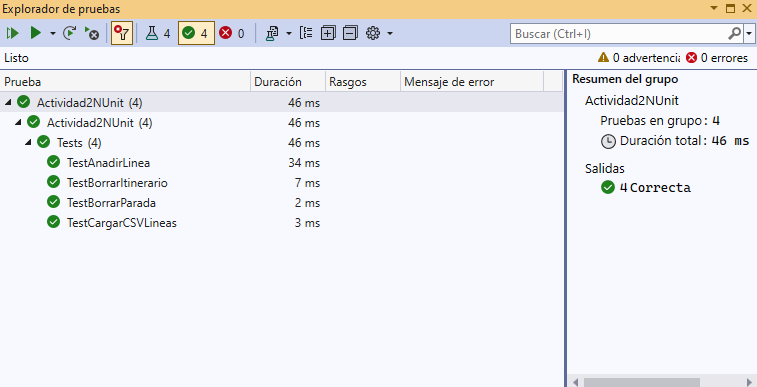 Explorador de pruebas
4 4 0 Buscar (Ctrl+I)
Listo 0 advertencia 0 errores
Prueba Duración Rasgos Mensaje de error
Actividad2NUnit (4) 46 ms
Actividad2NUnit (4) 46 ms
Tests (4) 46 ms
TestAnadirLinea 34 ms
TestBorrarItinerario 7 ms
TestBorrarParada 2 ms
TestCargarCSVLineas 3 ms
Resumen del grupo
Actividad2NUnit
Pruebas en grupo: 4
Duración total: 46 ms
Salidas
4 Correcta